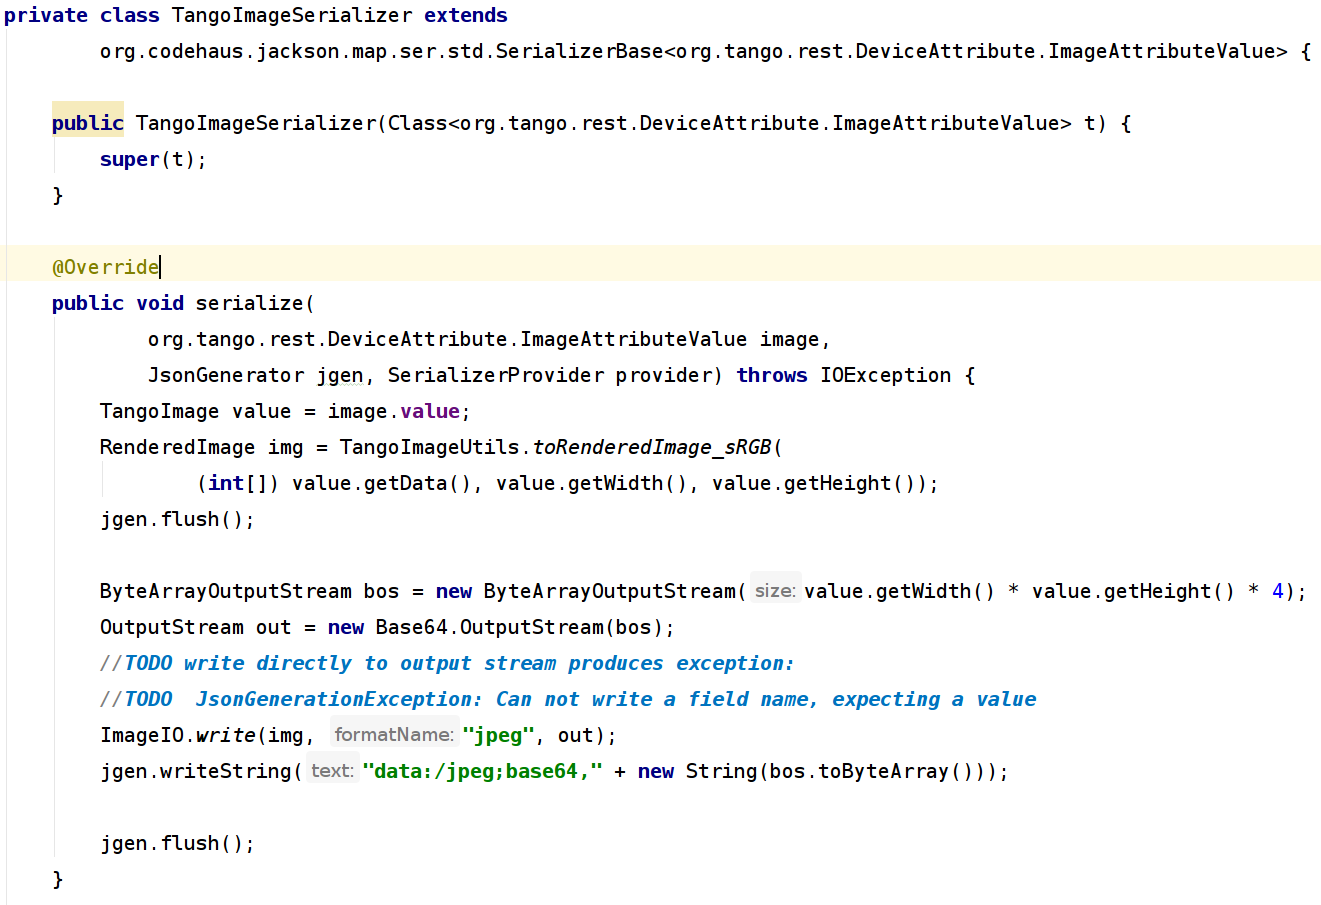 private class TangoImageSerializer extends
org.codehaus.jackson.map.ser.std.SerializerBase<org.tango.rest.DeviceAttribute.ImageAttributeValue> {
public TangoImageSerializer(Class<org.tango.rest.DeviceAttribute.ImageAttributeValue> t) {
super(t);
}
@Override
public void serialize(
org.tango.rest.DeviceAttribute.ImageAttributeValue image,
JsonGenerator jgen, SerializerProvider provider) throws IOException {
TangoImage value = image.value;
RenderedImage img = TangoImageUtils.toRenderedImage_sRGB(
(int[]) value.getData(), value.getWidth(), value.getHeight());
jgen.flush();
ByteArrayOutputStream bos = new ByteArrayOutputStream( size: value.getWidth() * value.getHeight() * 4);
OutputStream out = new Base64.OutputStream(bos);
//TODO write directly to output stream produces exception:
//TODO  JsonGenerationException: Can not write a field name, expecting a value
ImageIO.write(img, formatName: "jpeg", out);
jgen.writeString( text: "data:/jpeg;base64," + new String(bos.toByteArray()));
jgen.flush();
}